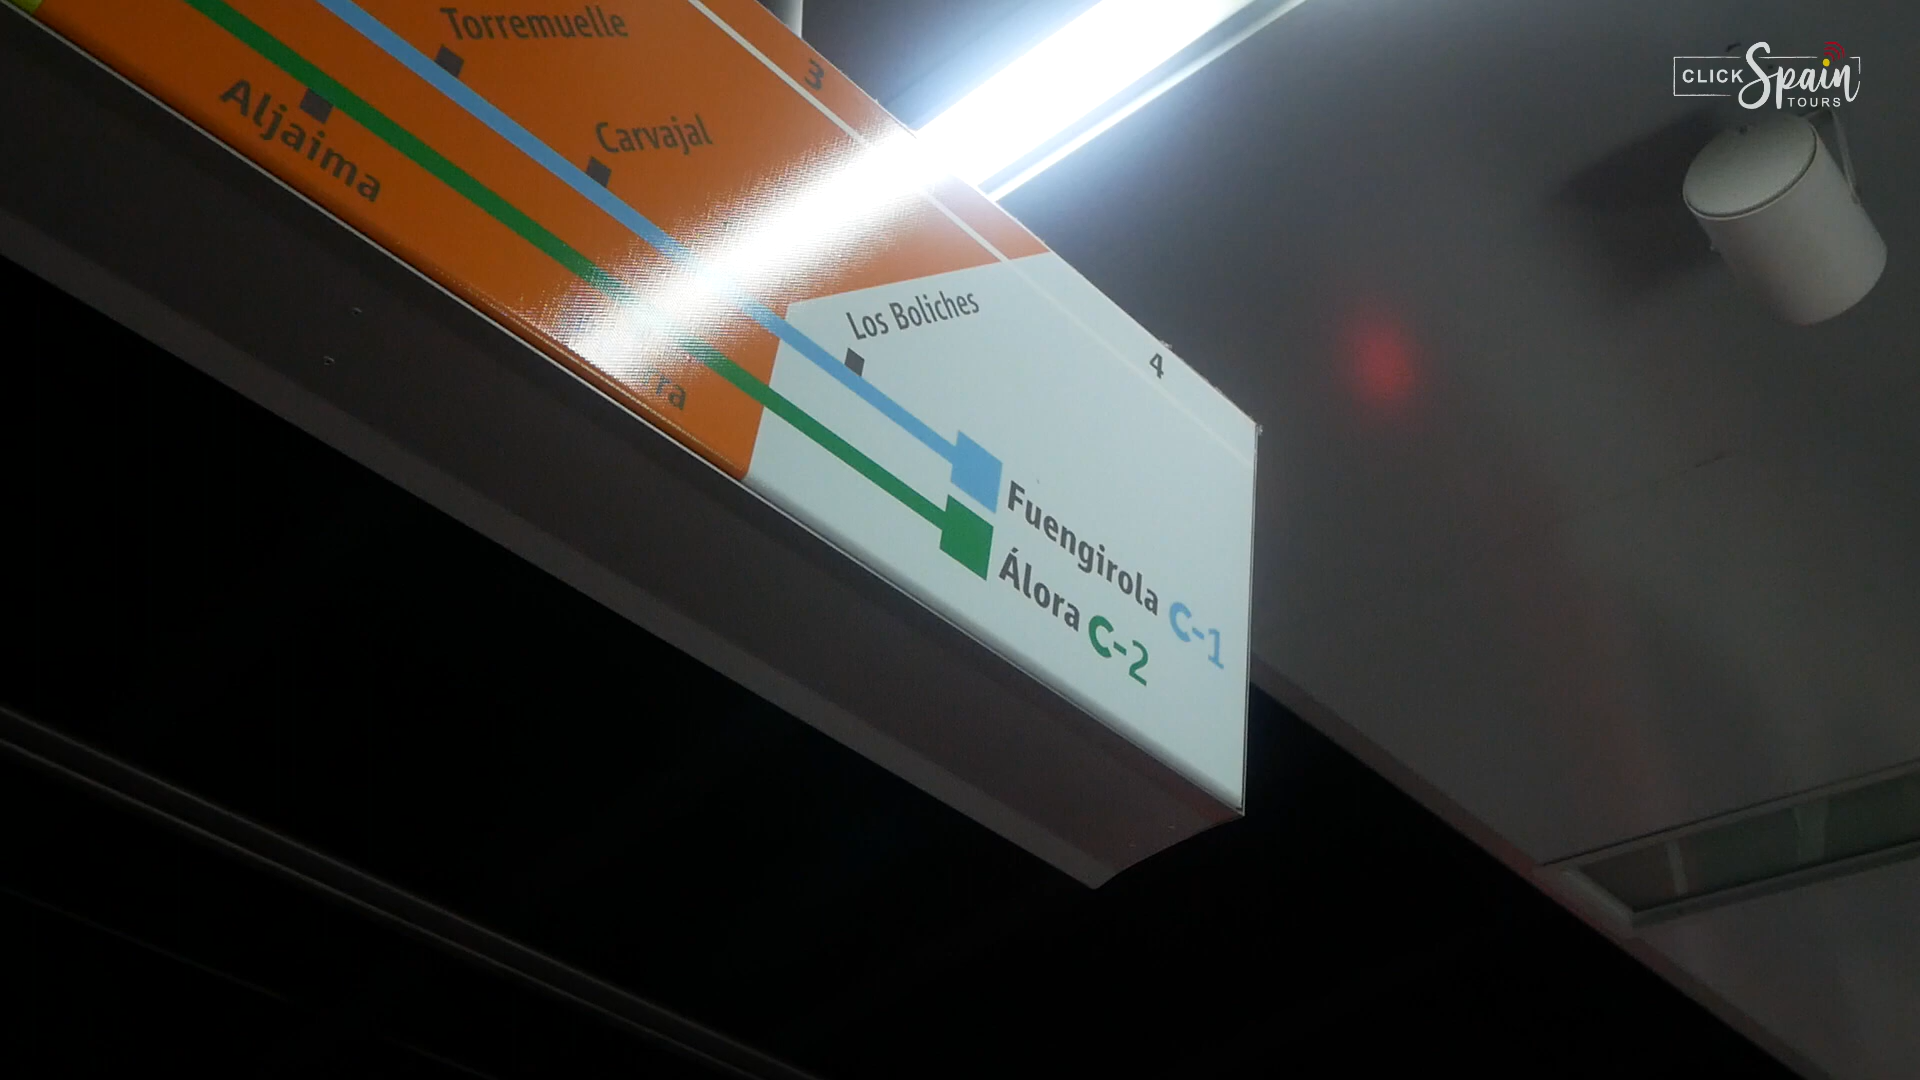 Torremuelle
3
Aljaima
Carvajal
Los Boliches
4
Fuengirola C-1
Álora C-2
CLICK Spain
TOURS